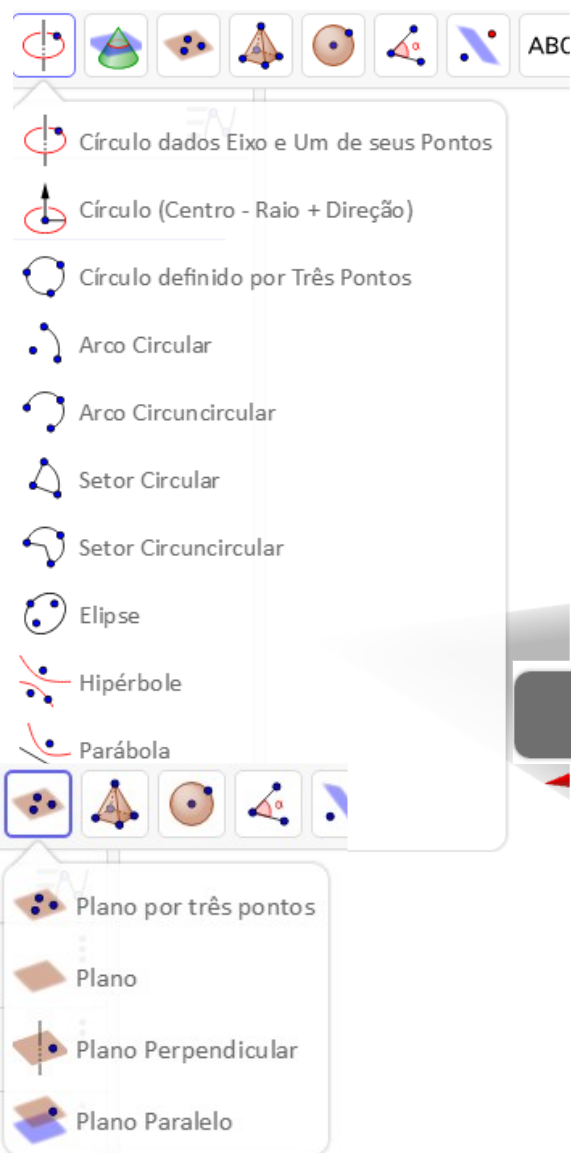 α
ABC
Círculo dados Eixo e Um de seus Pontos
Círculo (Centro - Raio + Direção)
Círculo definido por Três Pontos
Arco Circular
Arco Circuncircular
Setor Circular
Setor Circuncircular
Elipse
Hipérbole
Parábola
α
Plano por três pontos
Plano
Plano Perpendicular
Plano Paralelo